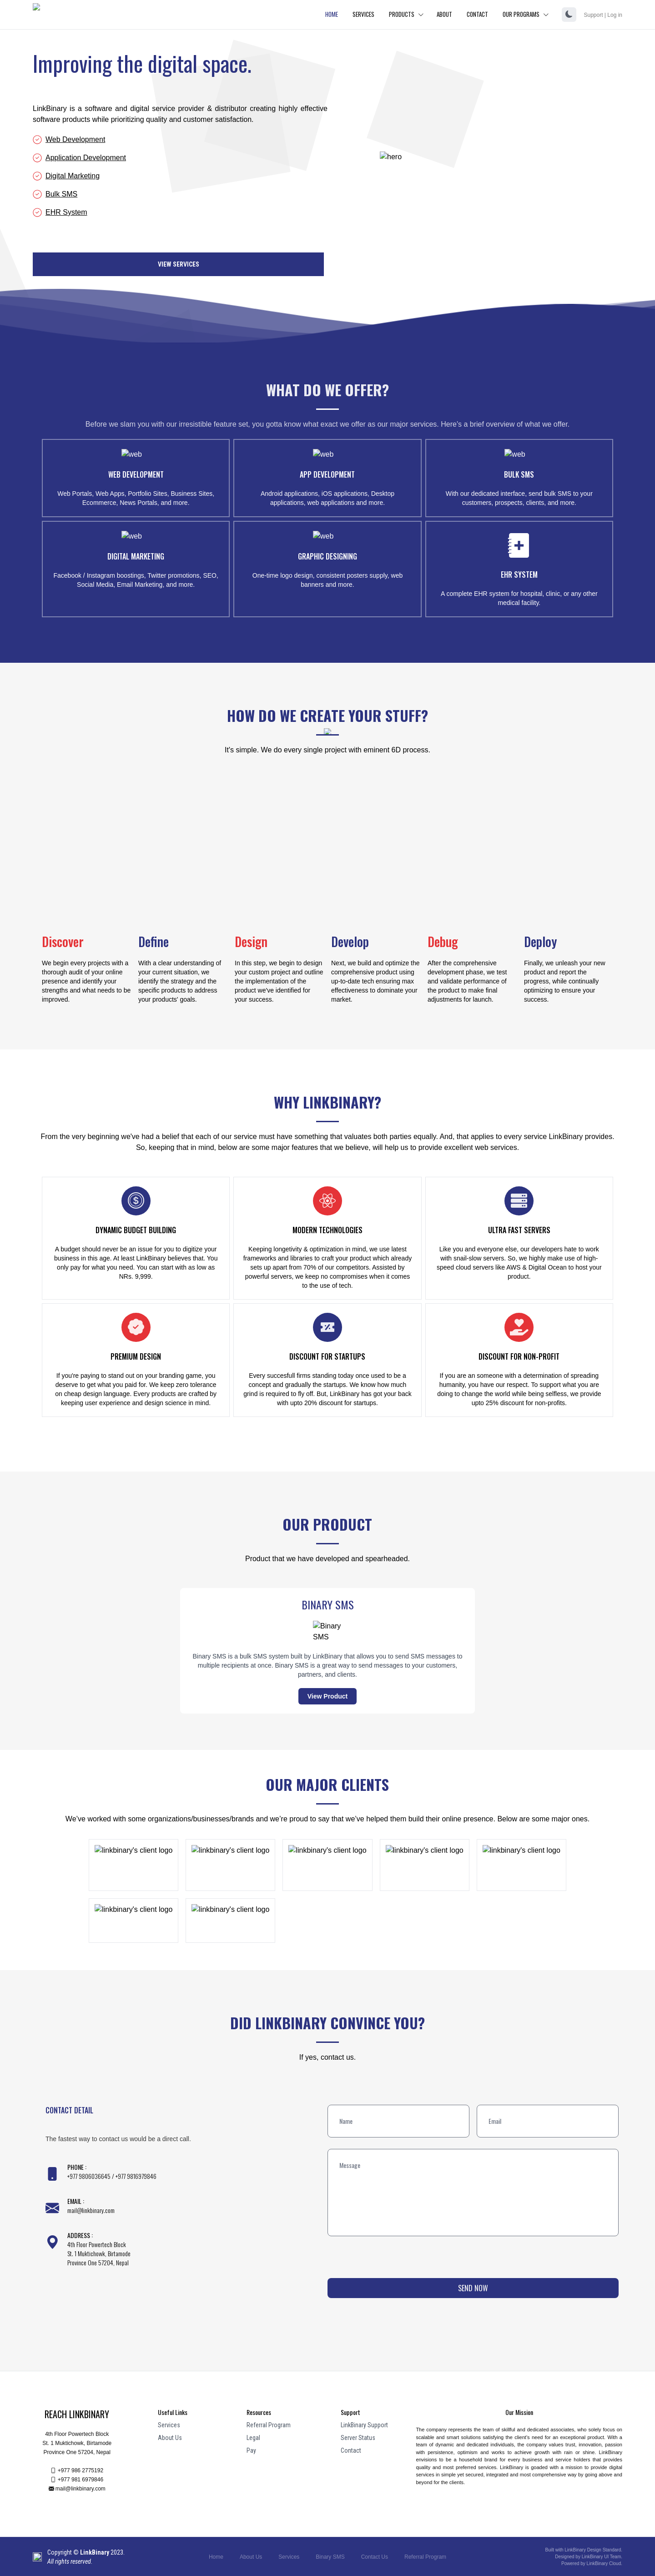 HOME SERVICES PRODUCTS ABOUT CONTACT OUR PROGRAMS Support | Log in
Improving the digital space.
LinkBinary is a software and digital service provider & distributor creating highly effective
software products while prioritizing quality and customer satisfaction.
Web Development
Application Development
Digital Marketing
Bulk SMS
EHR System
hero
VIEW SERVICES
WHAT DO WE OFFER?
Before we slam you with our irresistible feature set, you gotta know what exact we offer as our major services. Here's a brief overview of what we offer.
web
WEB DEVELOPMENT
Web Portals, Web Apps, Portfolio Sites, Business Sites,
Ecommerce, News Portals, and more.
web
APP DEVELOPMENT
Android applications, iOS applications, Desktop
applications, web applications and more.
web
BULK SMS
With our dedicated interface, send bulk SMS to your
customers, prospects, clients, and more.
web
DIGITAL MARKETING
Facebook / Instagram boostings, Twitter promotions, SEO,
Social Media, Email Marketing, and more.
web
GRAPHIC DESIGNING
One-time logo design, consistent posters supply, web
banners and more.
EHR SYSTEM
A complete EHR system for hospital, clinic, or any other
medical facility.
HOW DO WE CREATE YOUR STUFF?
It's simple. We do every single project with eminent 6D process.
Discover
We begin every projects with a
thorough audit of your online
presence and identify your
strengths and what needs to be
improved.
Define
With a clear understanding of
your current situation, we
identify the strategy and the
specific products to address
your products' goals.
Design
In this step, we begin to design
your custom project and outline
the implementation of the
product we've identified for
your success.
Develop
Next, we build and optimize the
comprehensive product using
up-to-date tech ensuring max
effectiveness to dominate your
market.
Debug
After the comprehensive
development phase, we test
and validate performance of
the product to make final
adjustments for launch.
Deploy
Finally, we unleash your new
product and report the
progress, while continually
optimizing to ensure your
success.
WHY LINKBINARY?
From the very beginning we've had a belief that each of our service must have something that valuates both parties equally. And, that applies to every service LinkBinary provides.
So, keeping that in mind, below are some major features that we believe, will help us to provide excellent web services.
DYNAMIC BUDGET BUILDING
A budget should never be an issue for you to digitize your
business in this age. At least LinkBinary believes that. You
only pay for what you need. You can start with as low as
NRs. 9,999.
MODERN TECHNOLOGIES
Keeping longetivity & optimization in mind, we use latest
frameworks and libraries to craft your product which already
sets up apart from 70% of our competitors. Assisted by
powerful servers, we keep no compromises when it comes
to the use of tech.
ULTRA FAST SERVERS
Like you and everyone else, our developers hate to work
with snail-slow servers. So, we highly make use of high-
speed cloud servers like AWS & Digital Ocean to host your
product.
PREMIUM DESIGN
If you're paying to stand out on your branding game, you
deserve to get what you paid for. We keep zero tolerance
on cheap design language. Every products are crafted by
keeping user experience and design science in mind.
DISCOUNT FOR STARTUPS
Every succesfull firms standing today once used to be a
concept and gradually the startups. We know how much
grind is required to fly off. But, LinkBinary has got your back
with upto 20% discount for startups.
DISCOUNT FOR NON-PROFIT
If you are an someone with a determination of spreading
humanity, you have our respect. To support what you are
doing to change the world while being selfless, we provide
upto 25% discount for non-profits.
OUR PRODUCT
Product that we have developed and spearheaded.
BINARY SMS
Binary
SMS
Binary SMS is a bulk SMS system built by LinkBinary that allows you to send SMS messages to
multiple recipients at once. Binary SMS is a great way to send messages to your customers,
partners, and clients.
View Product
OUR MAJOR CLIENTS
We've worked with some organizations/businesses/brands and we're proud to say that we've helped them build their online presence. Below are some major ones.
linkbinary's client logo linkbinary's client logo linkbinary's client logo linkbinary's client logo linkbinary's client logo
linkbinary's client logo linkbinary's client logo
DID LINKBINARY CONVINCE YOU?
If yes, contact us.
CONTACT DETAIL
The fastest way to contact us would be a direct call.
PHONE :
+977 9806036645 / +977 9816979846
EMAIL :
mail@linkbinary.com
ADDRESS :
4th Floor Powertech Block
St. 1 Muktichowk, Birtamode
Province One 57204, Nepal
Name Email
Message
SEND NOW
REACH LINKBINARY
4th Floor Powertech Block
St. 1 Muktichowk, Birtamode
Province One 57204, Nepal
+977 986 2775192
+977 981 6979846
mail@linkbinary.com
Useful Links
Services
About Us
Resources
Referral Program
Legal
Pay
Support
LinkBinary Support
Server Status
Contact
Our Mission
The company represents the team of skillful and dedicated associates, who solely focus on
scalable and smart solutions satisfying the client's need for an exceptional product. With a
team of dynamic and dedicated individuals, the company values trust, innovation, passion
with persistence, optimism and works to achieve growth with rain or shine. LinkBinary
envisions to be a household brand for every business and service holders that provides
quality and most preferred services. LinkBinary is goaded with a mission to provide digital
services in simple yet secured, integrated and most comprehensive way by going above and
beyond for the clients.
Copyright © LinkBinary 2023.
All rights reserved.
Home About Us Services Binary SMS Contact Us Referral Program
Built with LinkBinary Design Standard.
Designed by LinkBinary UI Team.
Powered by LinkBinary Cloud.